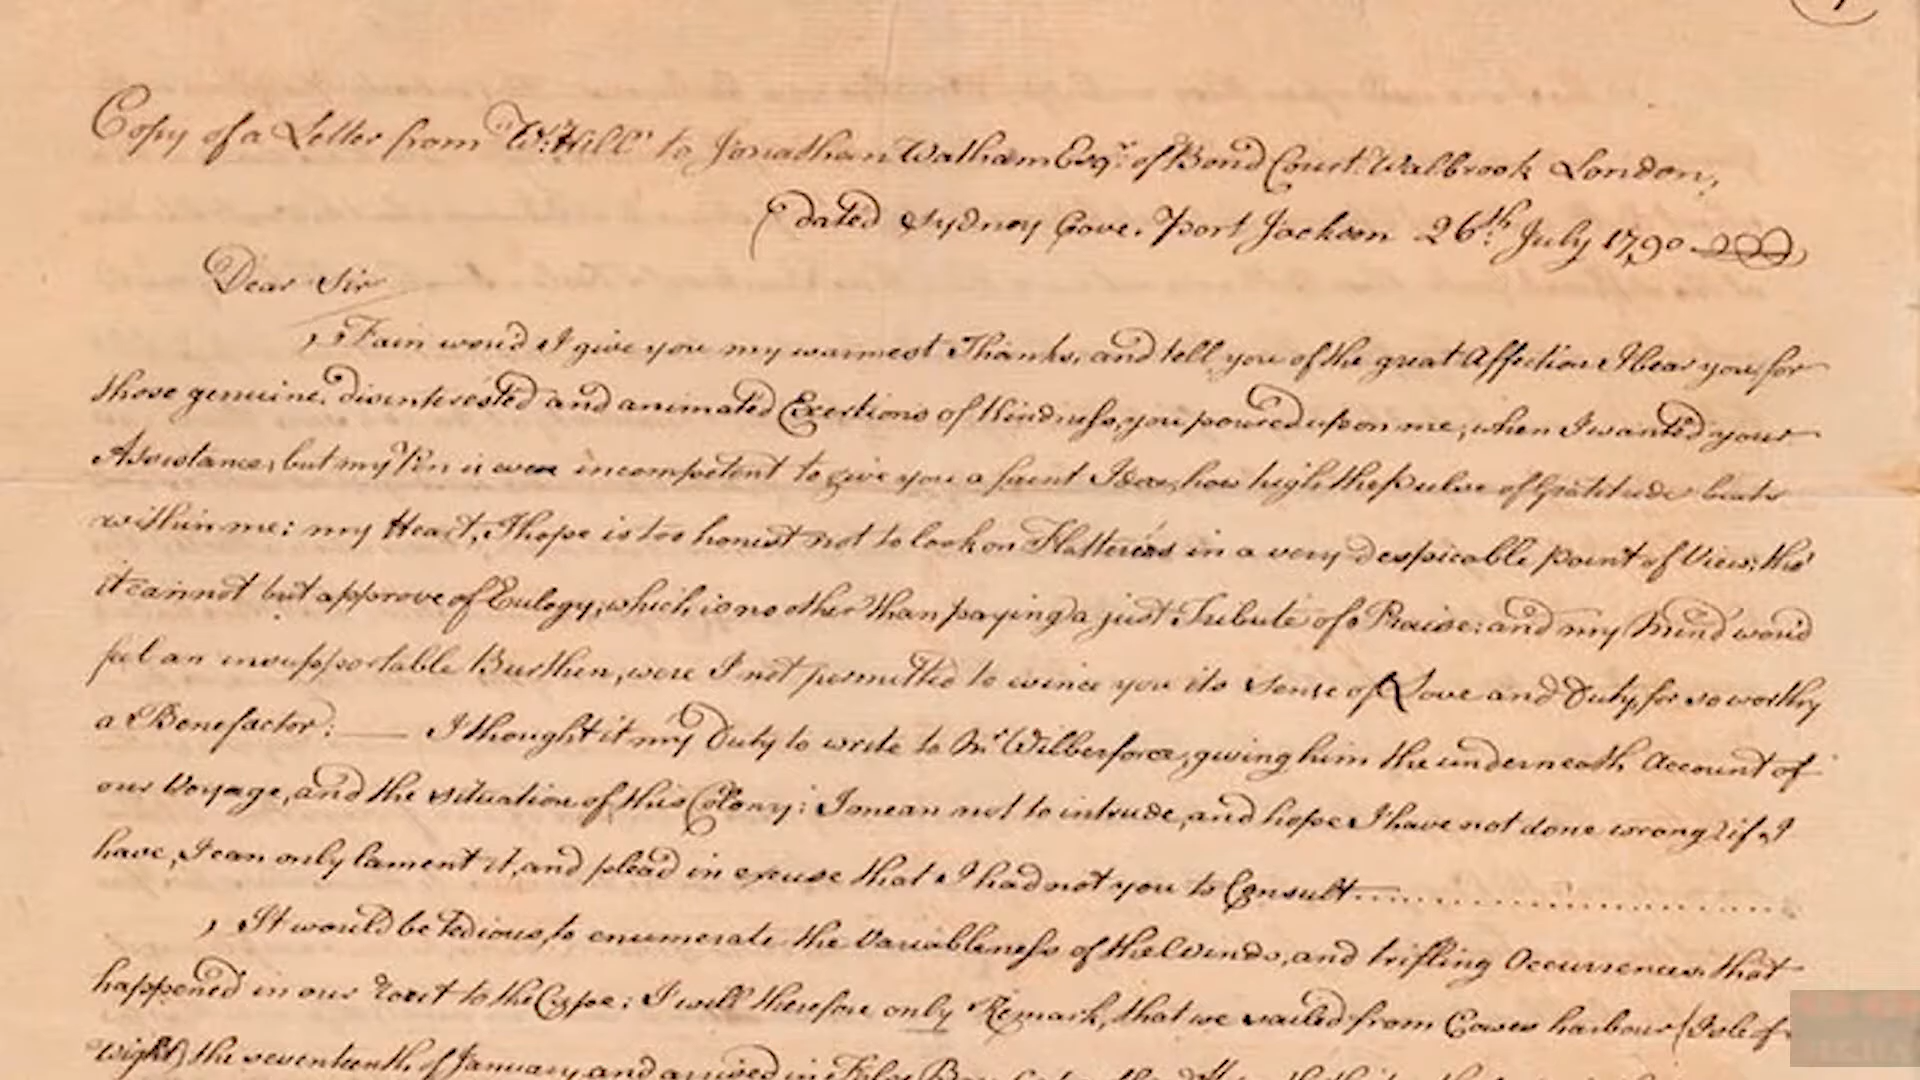 Copy of a Letter from "Wm. Hill" to Jonathan Watham Esqr. of Bond Court Walbrook London,
dated Sydney Cove. Port Jackson 26th July 1790
Dear Sir
Fain wou'd I give you my warmest Thanks, and tell you of the great Affection I bear you, for
those genuine, disinterested and animated Exertions of Kindness, you poured upon me, when I wanted your
Assistance, but my Pen is even incompetent to give you a faint Idea, how high the Pulse of Gratitude beats
within me: my Heart, I hope is too honest not to look on Flatteries in a very despicable point of View; tho'
it cannot but approve of Eulogy, which is no other than paying a just Tribute of Praise: and my Mind wou'd
feel an insupportable Burthen, were I not permitted to evince you its Sense of Love and Duty, for so worthy
a Benefactor: — I thought it my Duty to write to Mr. Wilberforce, giving him the underneath Account of
our Voyage, and the situation of this Colony: I mean not to intrude, and hope I have not done wrong; if I
have, I can only lament it, and plead in excuse that I had not you to Consult
It would be tedious, to enumerate the Variableness of the Winds, and trifling Occurrences that
happened in our rout to the Cape: I will therefore only Remark, that we sailed from Cowes harbour (Isle of
Wight) the seventeenth of January, and arrived in